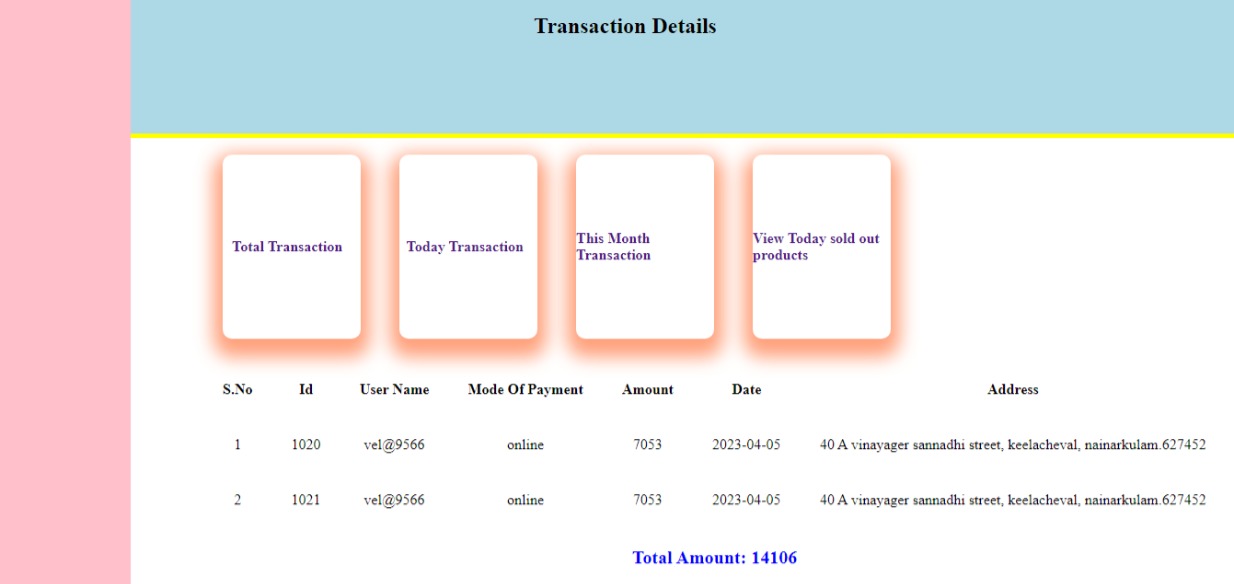 Transaction Details
Total Transaction
Today Transaction
This Month
Transaction
View Today sold out
products
S.No Id User Name Mode Of Payment Amount Date Address
1 1020 vel@9566 online 7053 2023-04-05 40 A vinayager sannadhi street, keelacheval, nainarkulam.627452
2 1021 vel@9566 online 7053 2023-04-05 40 A vinayager sannadhi street, keelacheval, nainarkulam.627452
Total Amount: 14106